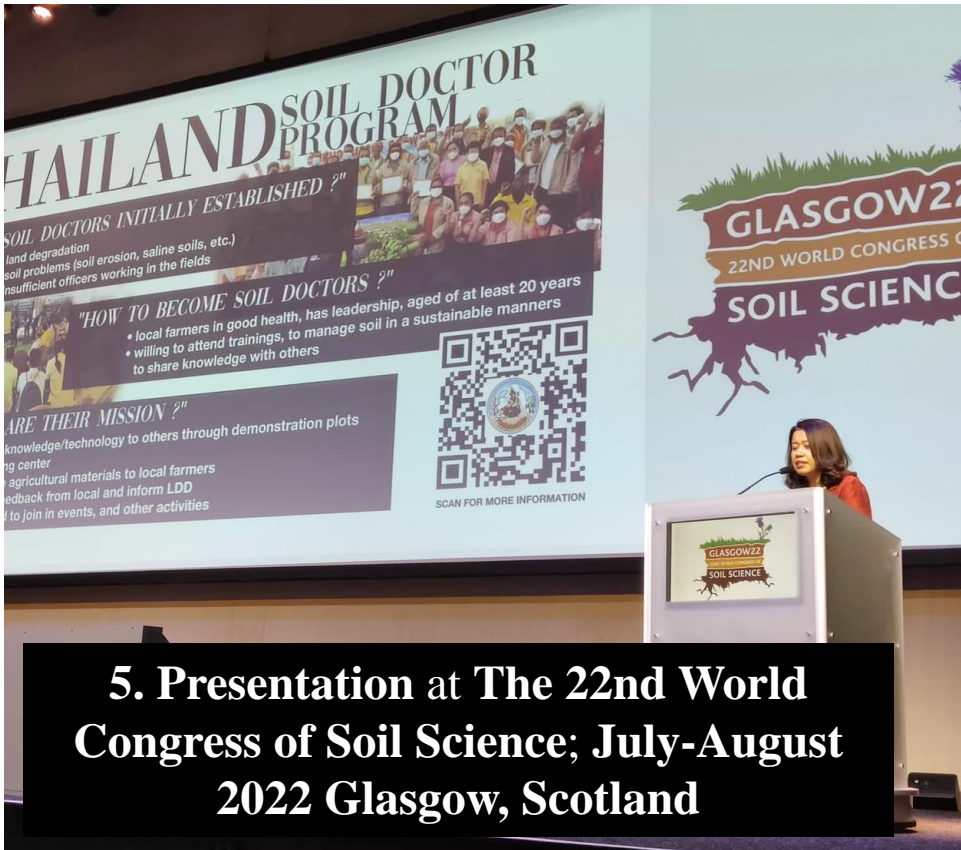 HAILAND SOIL DOCTOR
PROGRAM
SOIL DOCTORS INITIALLY ESTABLISHED ?"
land degradation
soil problems (soil erosion, saline soils, etc.)
nsufficient officers working in the fields
"HOW TO BECOME SOIL DOCTORS ?"
• local farmers in good health, has leadership, aged of at least 20 years
• willing to attend trainings, to manage soil in a sustainable manners
to share knowledge with others
ARE THEIR MISSION ?"
knowledge/technology to others through demonstration plots
ng center
agricultural materials to local farmers
edback from local and inform LDD
d to join in events, and other activities
SCAN FOR MORE INFORMATION
GLASGOW22
22ND WORLD CONGRESS O
SOIL SCIENC
GLASGOW22
22ND WORLD CONGRESS OF
SOIL SCIENCE
5. Presentation at The 22nd World
Congress of Soil Science; July-August
2022 Glasgow, Scotland